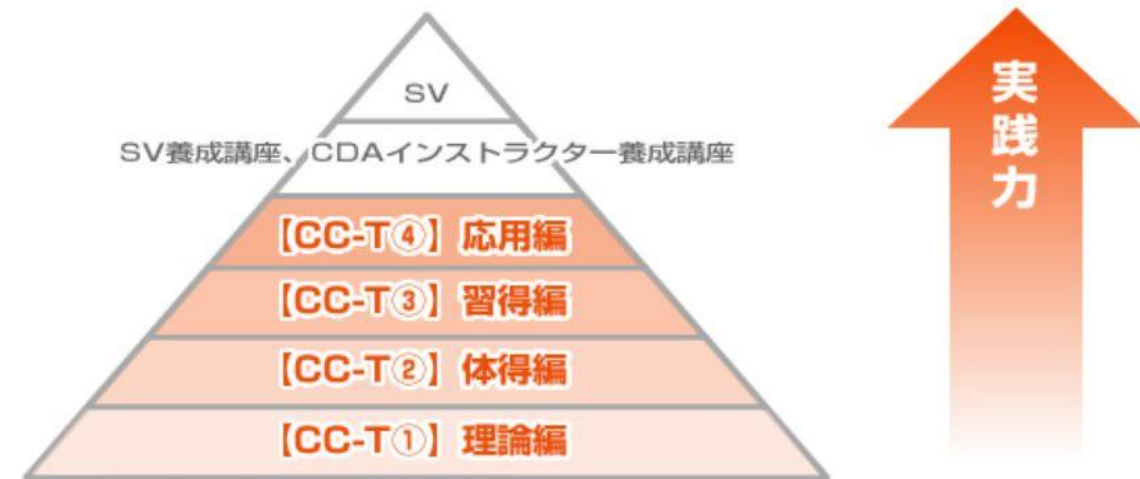 SV
SV養成講座、CDAインストラクター養成講座
【CC-T④】応用編
【CC-T③】習得編
【CC-T②】体得編
【CC-T①】理論編
実践力